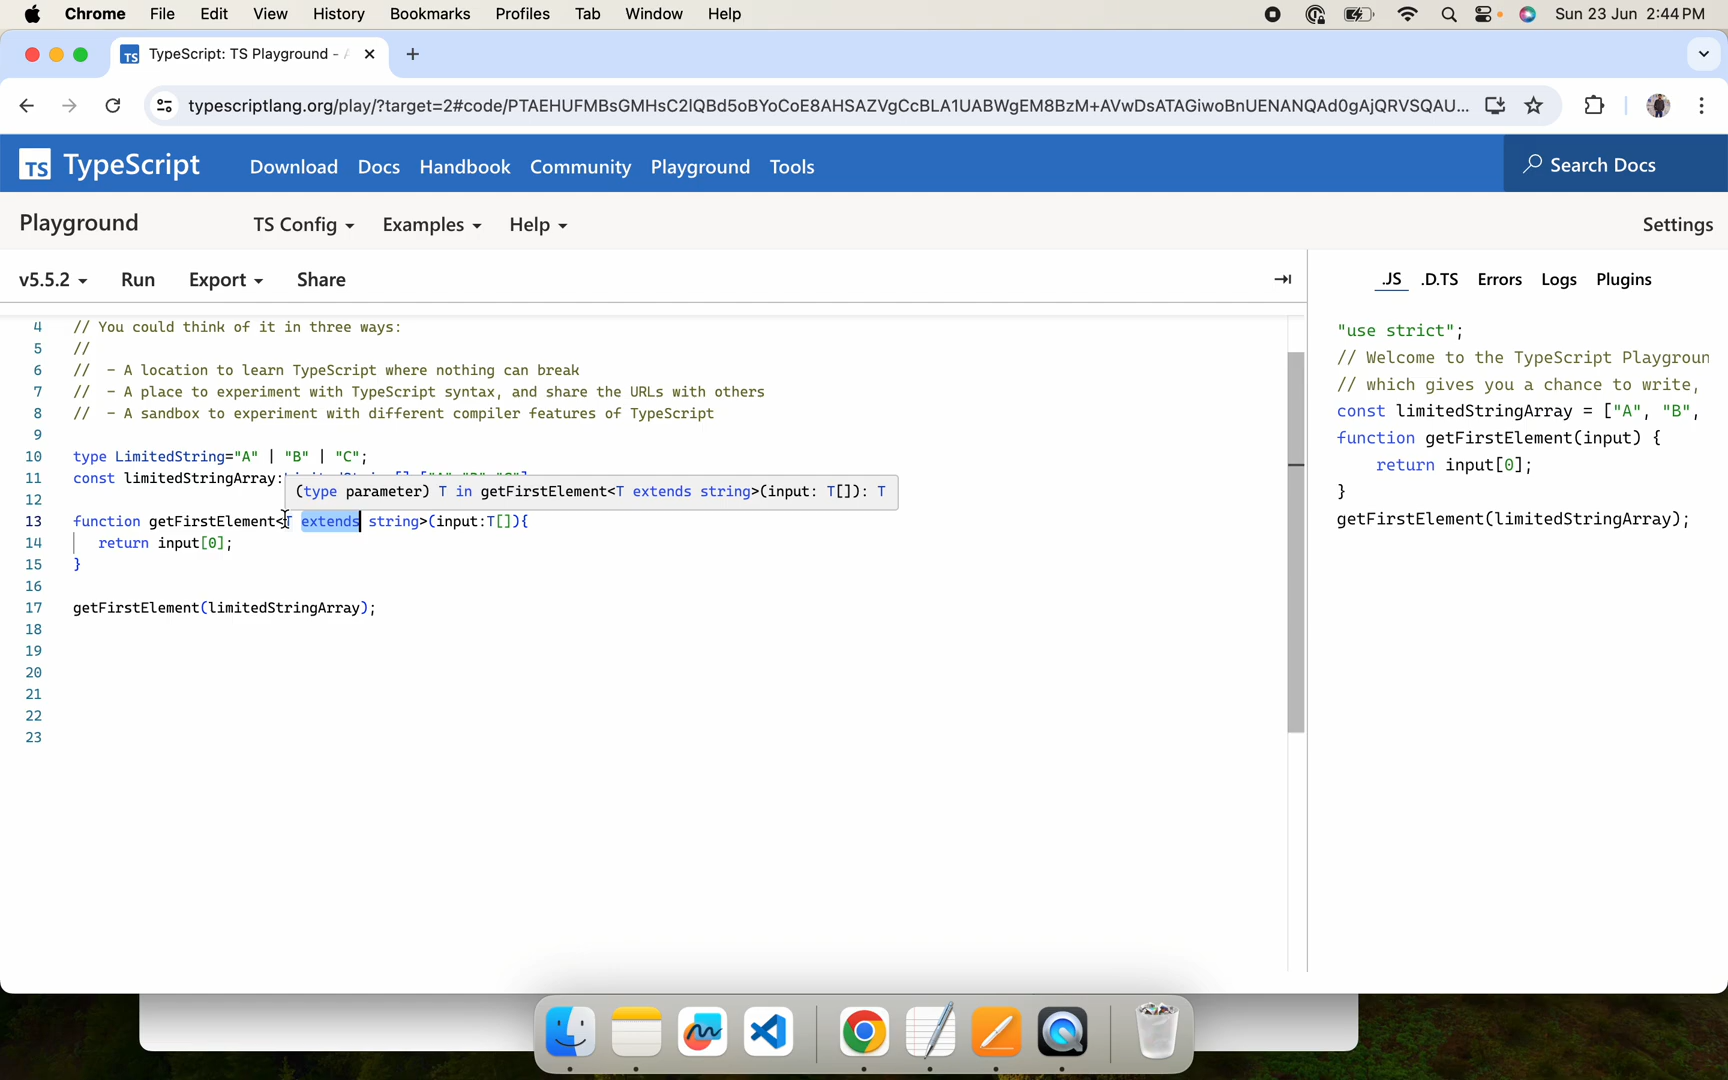 Chrome File Edit View History Bookmarks Profiles Tab Window Help Sun 23 Jun 2:44 PM
TS TypeScript: TS Playground -
typescriptlang.org/play/?target=2#code/PTAEHUFMBsGMHsC2lQBd5oBYoCoE8AHSAZVgCcBLA1UABWgEM8BzM+AVwDsATAGiwoBnUENANQAd0gAjQRVSQAU...
TS TypeScript Download Docs Handbook Community Playground Tools Search Docs
Playground TS Config Examples Help Settings
v5.5.2 Run Export Share .JS .D.TS Errors Logs Plugins
4 // You could think of it in three ways:
5 //
6 // - A location to learn TypeScript where nothing can break
7 // - A place to experiment with TypeScript syntax, and share the URLs with others
8 // - A sandbox to experiment with different compiler features of TypeScript
9
10 type LimitedString="A" | "B" | "C";
11 const limitedStringArray:
(type parameter) T in getFirstElement<T extends string>(input: T[]): T
12
13 function getFirstElement<T extends string>(input:T[]){
14 return input[0];
15 }
16
17 getFirstElement(limitedStringArray);
18
19
20
21
22
23
"use strict";
// Welcome to the TypeScript Playgroun
// which gives you a chance to write,
const limitedStringArray = ["A", "B",
function getFirstElement(input) {
return input[0];
}
getFirstElement(limitedStringArray);